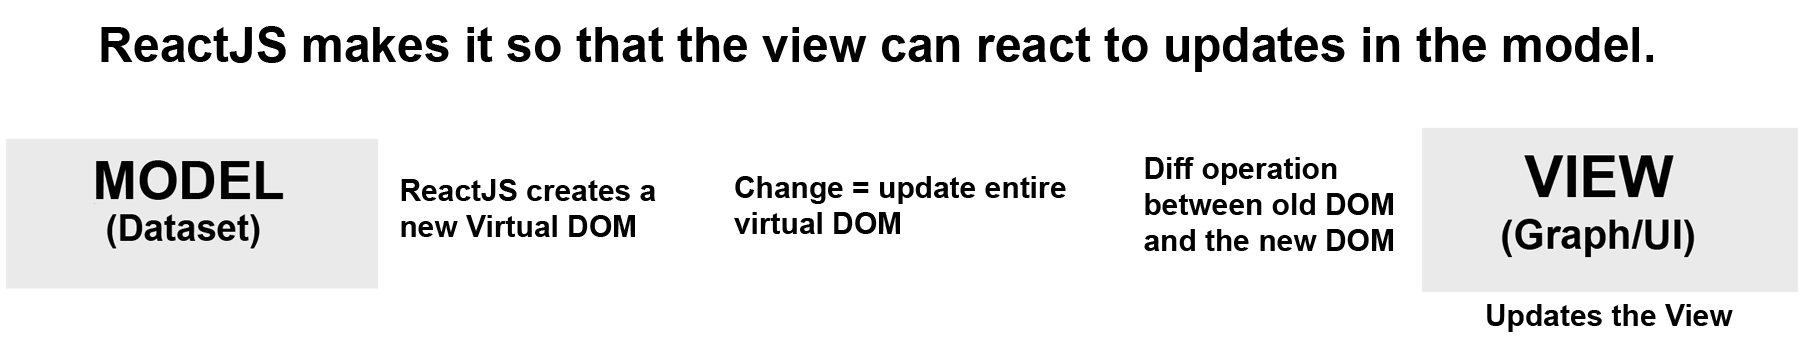 ReactJS makes it so that the view can react to updates in the model.
MODEL
(Dataset)
ReactJS creates a
new Virtual DOM
Change = update entire
virtual DOM
Diff operation
between old DOM
and the new DOM
VIEW
(Graph/UI)
Updates the View